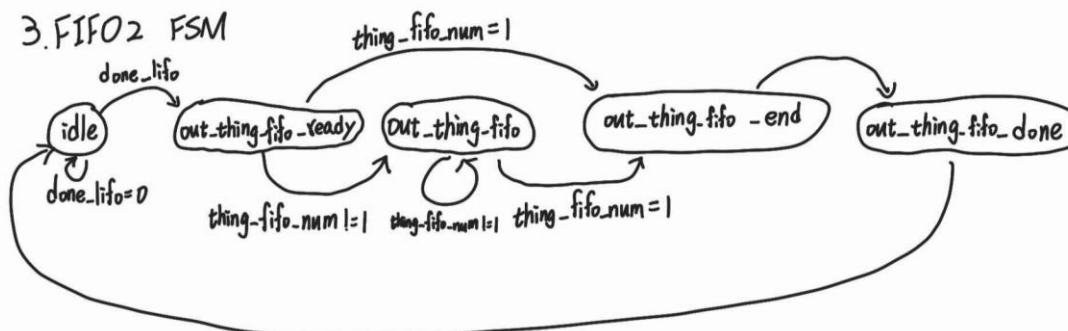 3.FIFO2 FSM
thing_fifo_num=1
done_lifo
idle
out_thing_fifo_ready
Out_thing_fifo
out_thing_fifo_end
out_thing_fifo_done
done_lifo=0
thing_fifo_num!=1
thing_fifo_num!=1
thing_fifo_num=1